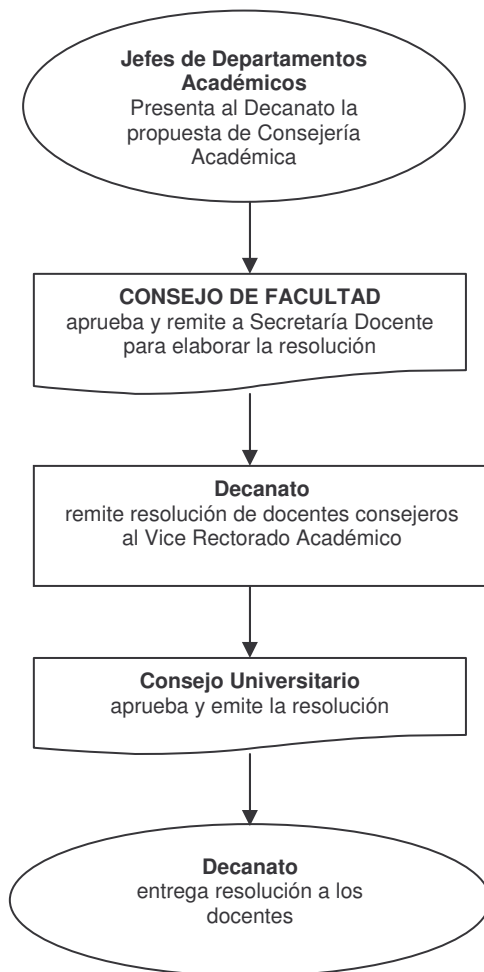 Jefes de Departamentos
Académicos
Presenta al Decanato la
propuesta de Consejería
Académica
CONSEJO DE FACULTAD
aprueba y remite a Secretaría Docente
para elaborar la resolución
Decanato
remite resolución de docentes consejeros
al Vice Rectorado Académico
Consejo Universitario
aprueba y emite la resolución
Decanato
entrega resolución a los
docentes